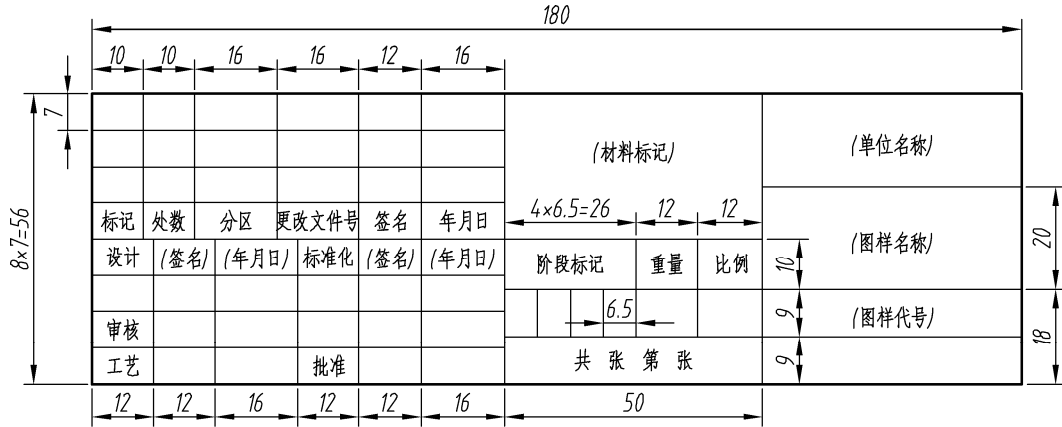 180
10 10 16 16 12 16
7
(材料标记)
(单位名称)
8×7=56
4×6.5=26 12 12
标记 处数 分区 更改文件号 签名 年月日
20
设计 (签名) (年月日) 标准化 (签名) (年月日)
阶段标记 重量 比例 10
(图样名称)
6.5 9
(图样代号)
18
审核
工艺 批准
共 张 第 张 9
12 12 16 12 12 16 50